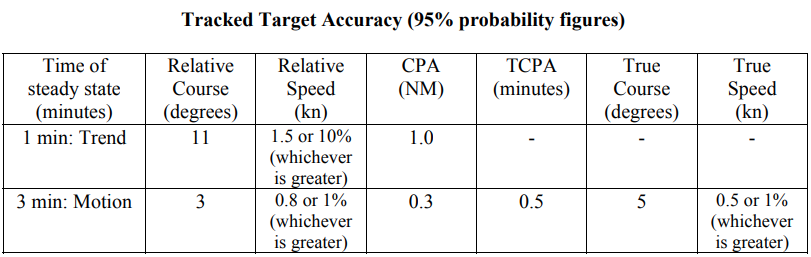 Tracked Target Accuracy (95% probability figures)
Time of steady state (minutes) Relative Course (degrees) Relative Speed (kn) CPA (NM) TCPA (minutes) True Course (degrees) True Speed (kn)
1 min: Trend 11 1.5 or 10% (whichever is greater) 1.0 - - -
3 min: Motion 3 0.8 or 1% (whichever is greater) 0.3 0.5 5 0.5 or 1% (whichever is greater)